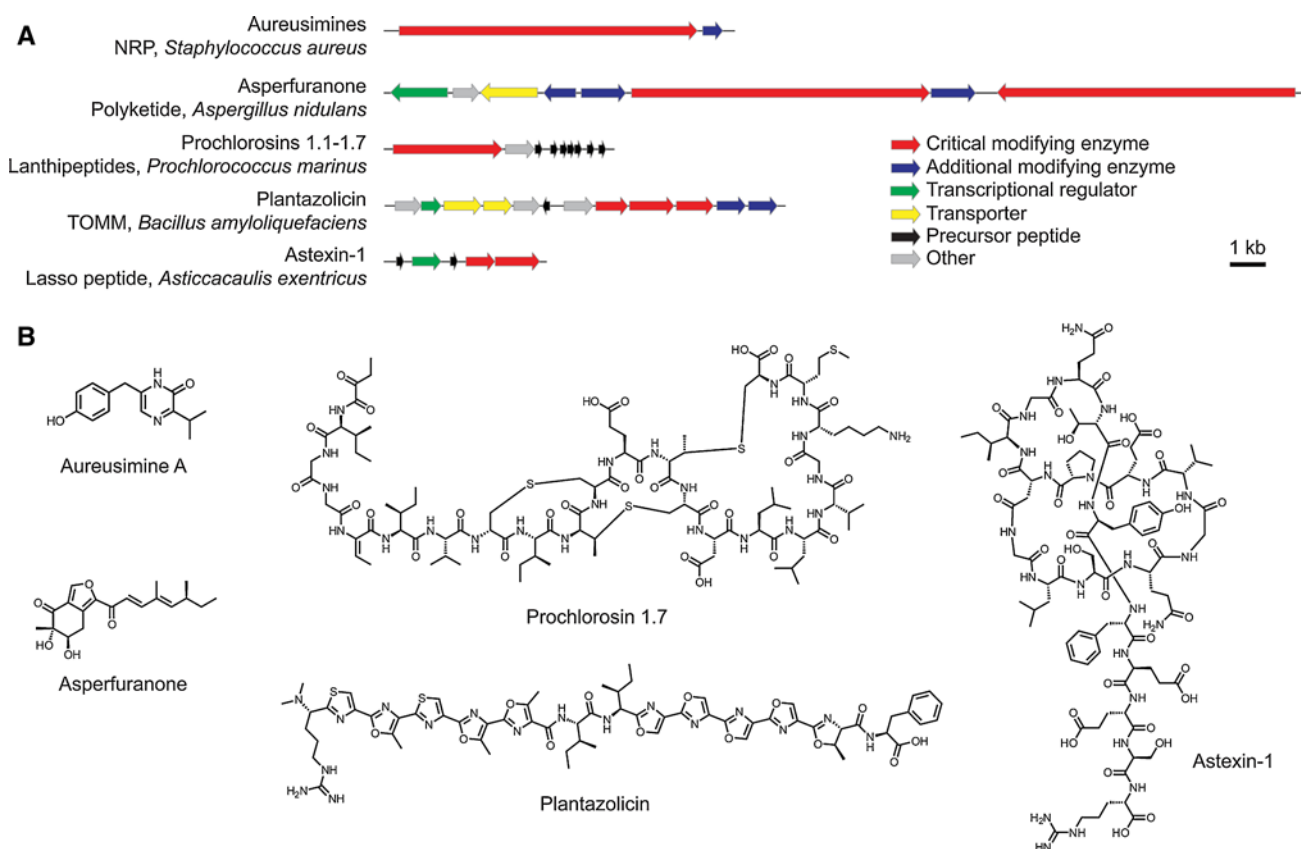 A
Aureusimines
NRP, Staphylococcus aureus
Asperfuranone
Polyketide, Aspergillus nidulans
Prochlorosins 1.1-1.7
Lanthipeptides, Prochlorococcus marinus
Plantazolicin
TOMM, Bacillus amyloliquefaciens
Astexin-1
Lasso peptide, Asticcacaulis exentricus
Critical modifying enzyme
Additional modifying enzyme
Transcriptional regulator
Transporter
Precursor peptide
Other
1 kb
B
Aureusimine A
Asperfuranone
Prochlorosin 1.7
Plantazolicin
Astexin-1